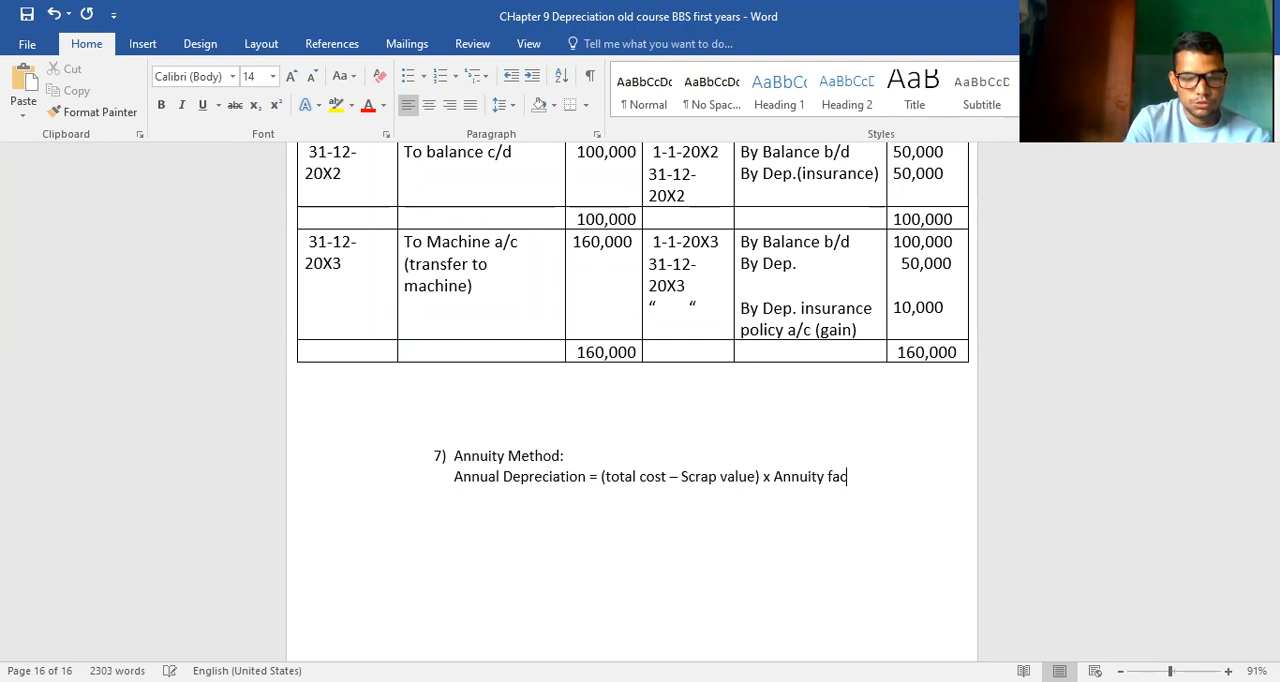 CHapter 9 Depreciation old course BBS first years - Word
File Home Insert Design Layout References Mailings Review View Tell me what you want to do...
Cut
Copy
Format Painter
Paste
Calibri (Body) 14
AaBbCcDc AaBbCcDc AaBbCc AaBbCcE AaB AaBbCcD
¶ Normal ¶ No Spac... Heading 1 Heading 2 Title Subtitle
Clipboard Font Paragraph Styles
31-12-20X2 To balance c/d 100,000 1-1-20X2 By Balance b/d 50,000
31-12-20X2 By Dep.(insurance) 50,000
100,000 100,000
31-12-20X3 To Machine a/c 160,000 1-1-20X3 By Balance b/d 100,000
(transfer to machine) 31-12-20X3 By Dep. 50,000
“ “ By Dep. insurance policy a/c (gain) 10,000
160,000 160,000
7) Annuity Method:
Annual Depreciation = (total cost – Scrap value) x Annuity fac
Page 16 of 16 2303 words English (United States) 91%